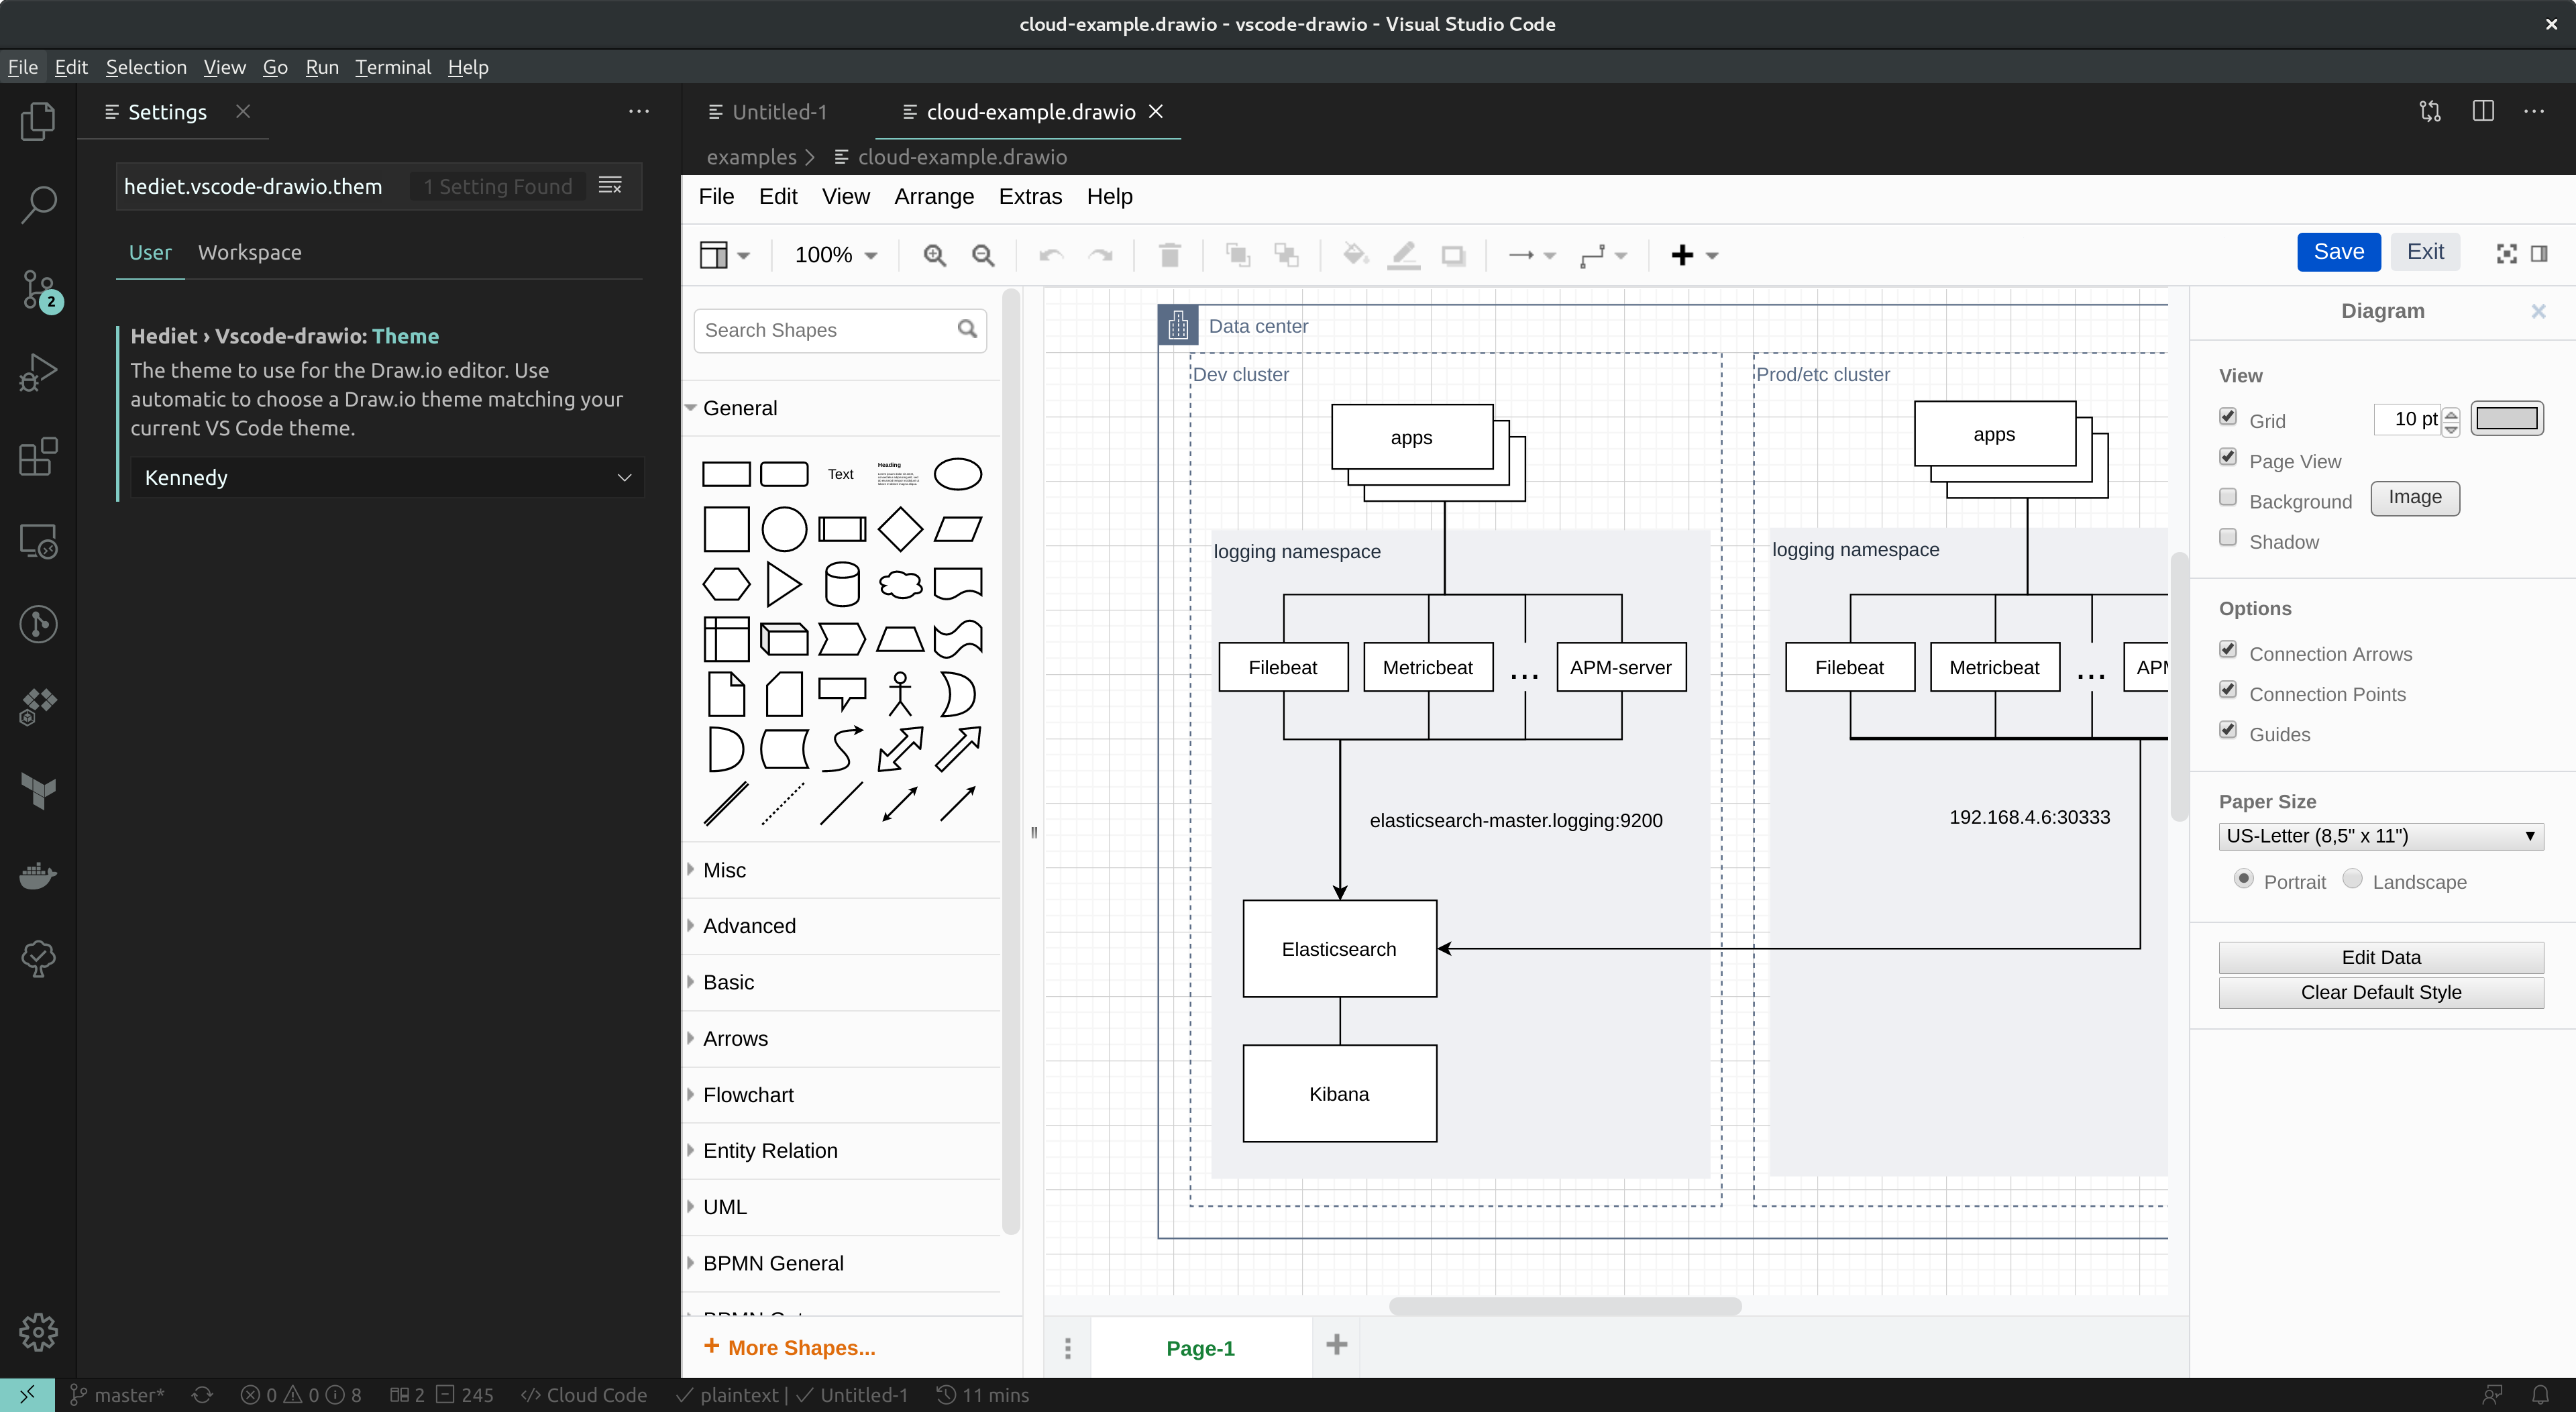 cloud-example.drawio - vscode-drawio - Visual Studio Code
File Edit Selection View Go Run Terminal Help
Settings
Untitled-1
cloud-example.drawio
examples > cloud-example.drawio
hediet.vscode-drawio.them
1 Setting Found
User Workspace
Hediet › Vscode-drawio: Theme
The theme to use for the Draw.io editor. Use
automatic to choose a Draw.io theme matching your
current VS Code theme.
Kennedy
2
File Edit View Arrange Extras Help
100%
Save Exit
Search Shapes
General
Text
Heading
Misc
Advanced
Basic
Arrows
Flowchart
Entity Relation
UML
BPMN General
+ More Shapes...
Data center
Dev cluster
apps
logging namespace
Filebeat
Metricbeat
...
APM-server
elasticsearch-master.logging:9200
Elasticsearch
Kibana
Prod/etc cluster
apps
logging namespace
Filebeat
Metricbeat
...
192.168.4.6:30333
Page-1
Diagram
View
Grid 10 pt
Page View
Background Image
Shadow
Options
Connection Arrows
Connection Points
Guides
Paper Size
US-Letter (8,5" x 11")
Portrait Landscape
Edit Data
Clear Default Style
master* 0 0 8 2 245 </> Cloud Code plaintext | Untitled-1 11 mins